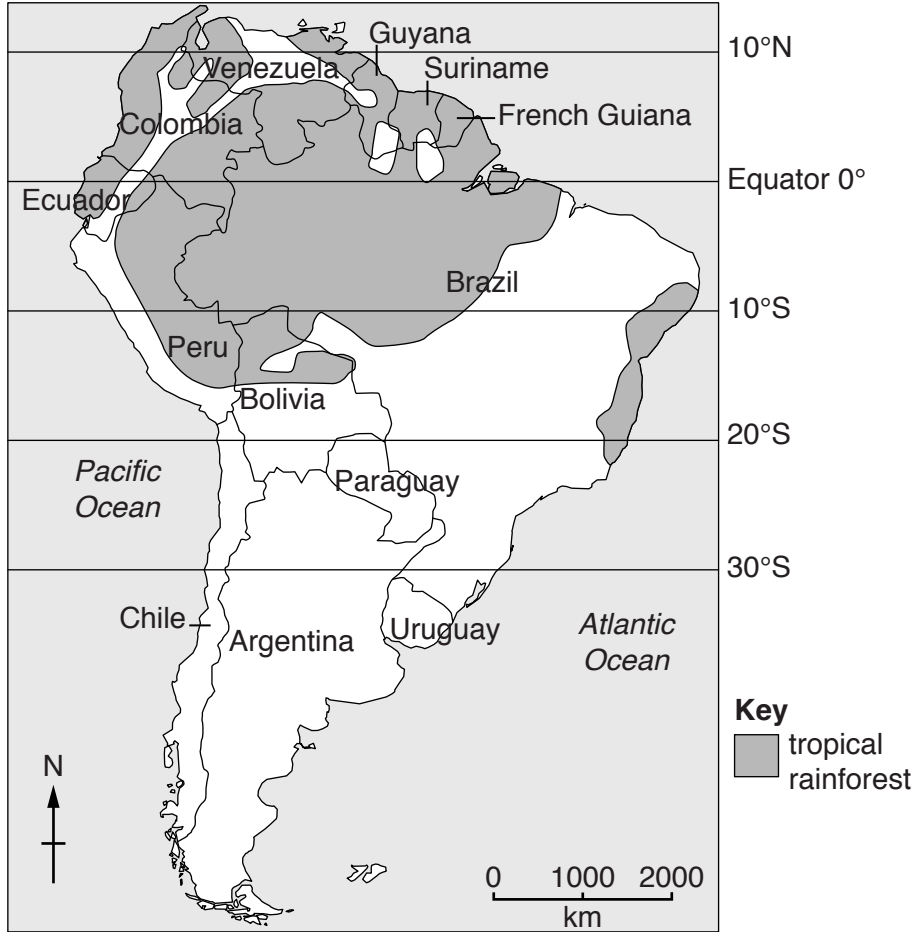 Guyana
10°N
Venezuela
Suriname
French Guiana
Colombia
Equator 0°
Ecuador
Brazil
10°S
Peru
Bolivia
20°S
Pacific
Ocean
Paraguay
30°S
Chile
Argentina
Uruguay
Atlantic
Ocean
Key
tropical
rainforest
N
0 1000 2000
km